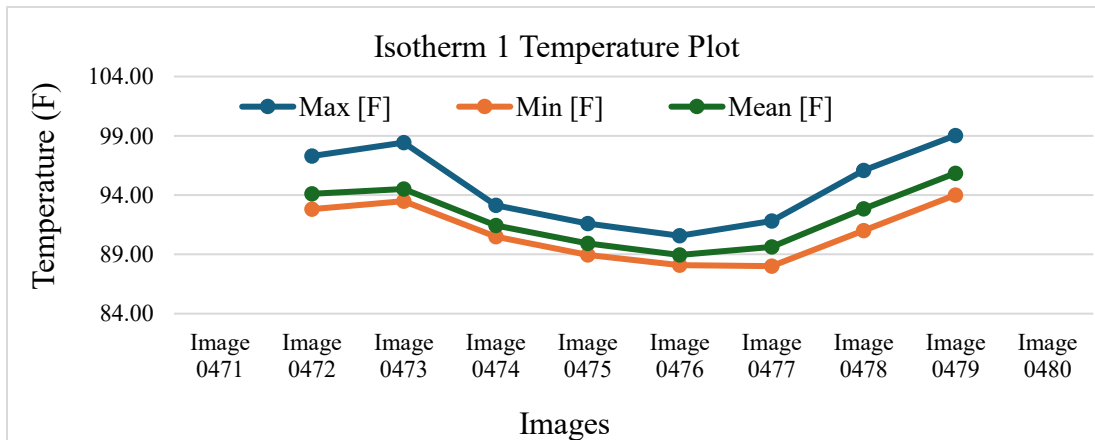 Isotherm 1 Temperature Plot
104.00
Max [F] Min [F] Mean [F]
99.00
94.00
89.00
84.00
Temperature (F)
Image Image Image Image Image Image Image Image Image Image
0471 0472 0473 0474 0475 0476 0477 0478 0479 0480
Images